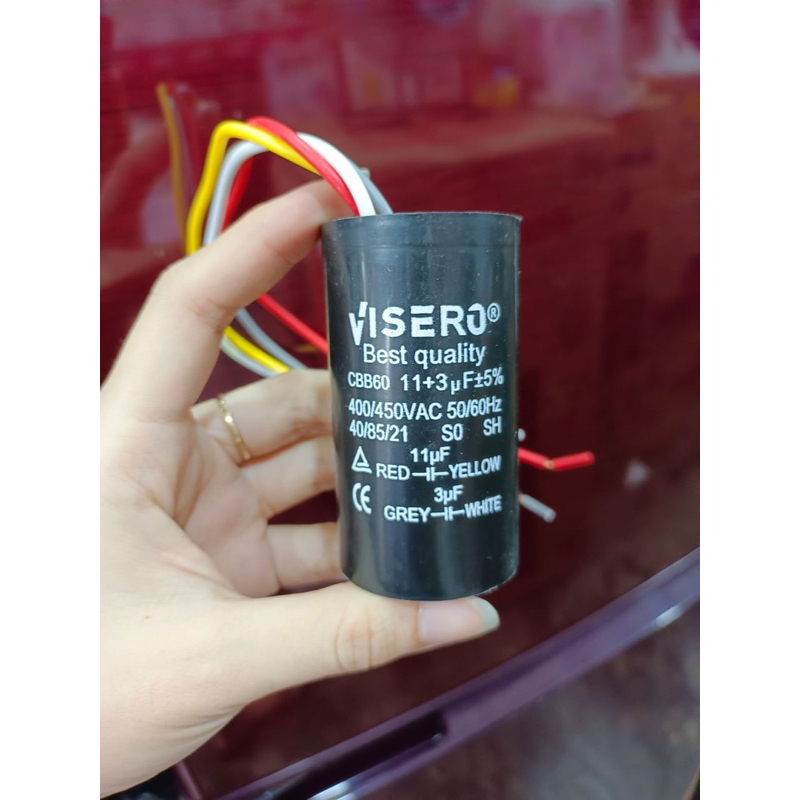 VISERO®
Best quality
CBB60 11+3µF±5%
400/450VAC 50/60Hz
40/85/21 S0 SH
11µF
RED YELLOW
3µF
CE GREY WHITE